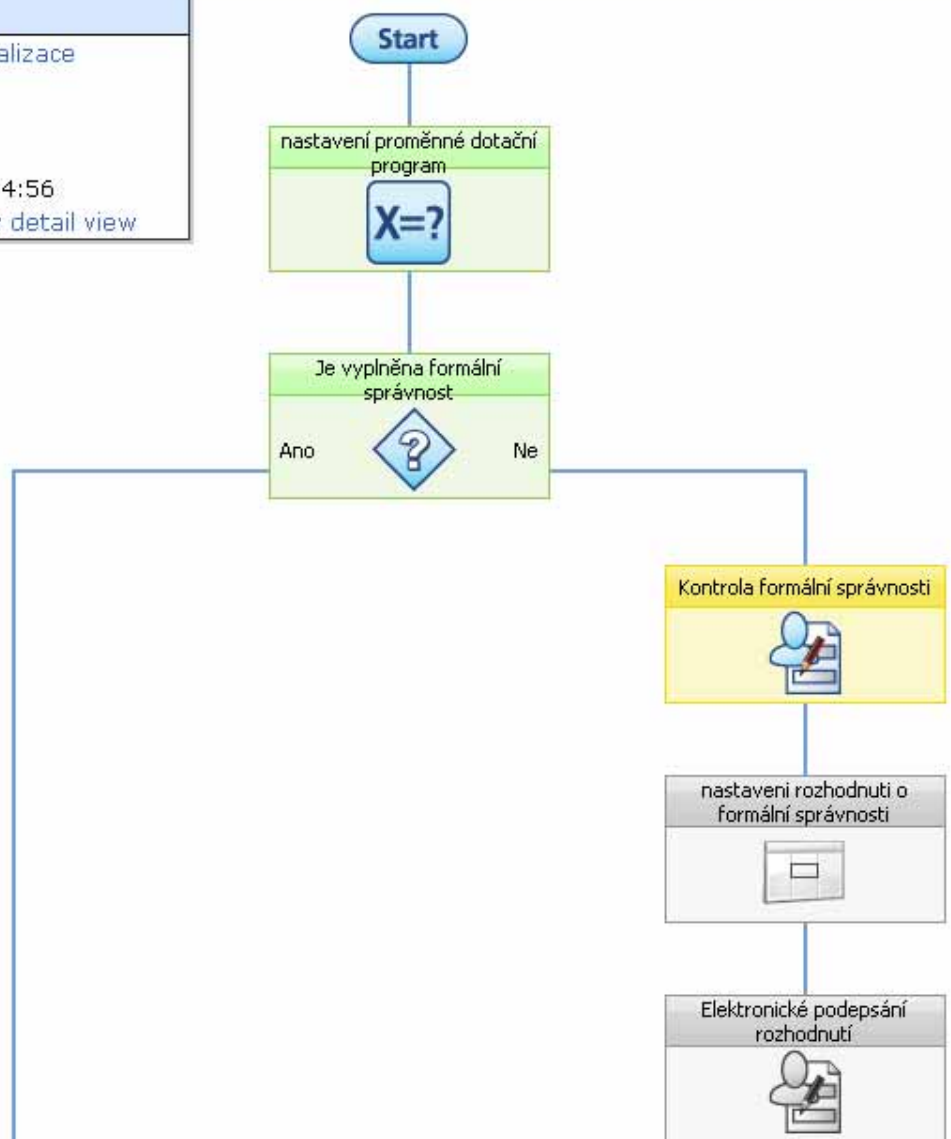 alizace
4:56
detail view
Start
nastavení proměnné dotační
program
X=?
Je vyplněna formální
správnost
Ano
?
Ne
Kontrola formální správnosti
nastaveni rozhodnuti o
formální správnosti
Elektronické podepsání
rozhodnutí